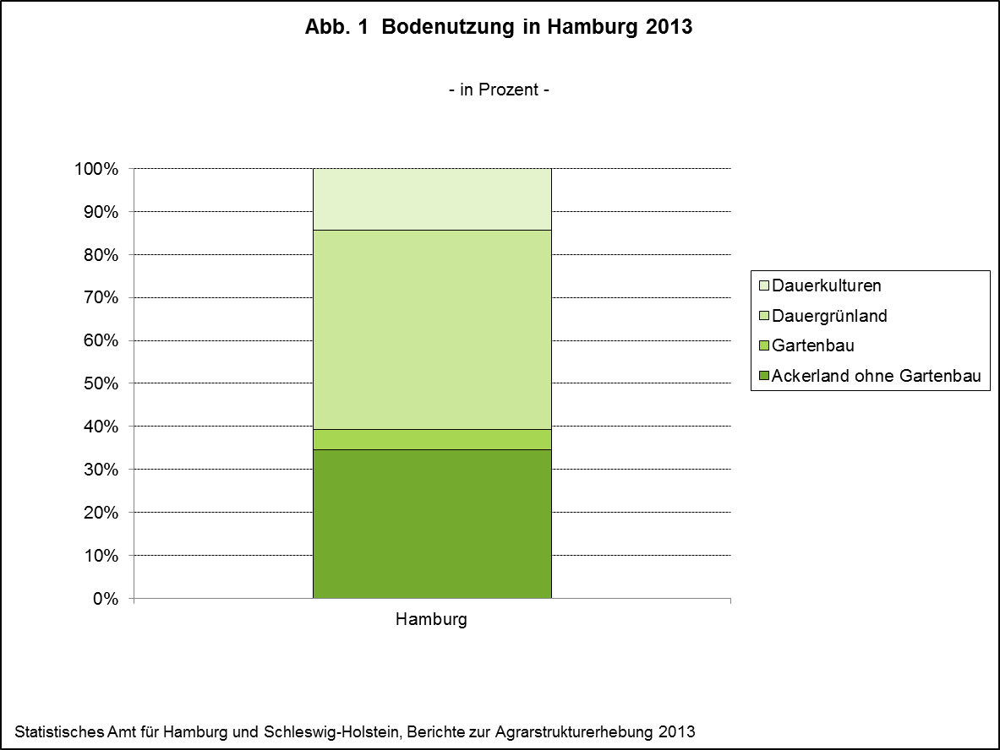 Abb. 1  Bodenutzung in Hamburg 2013
- in Prozent -
100%
90%
80%
70%
60%
50%
40%
30%
20%
10%
0%
Hamburg
Dauerkulturen
Dauergrünland
Gartenbau
Ackerland ohne Gartenbau
Statistisches Amt für Hamburg und Schleswig-Holstein, Berichte zur Agrarstrukturerhebung 2013